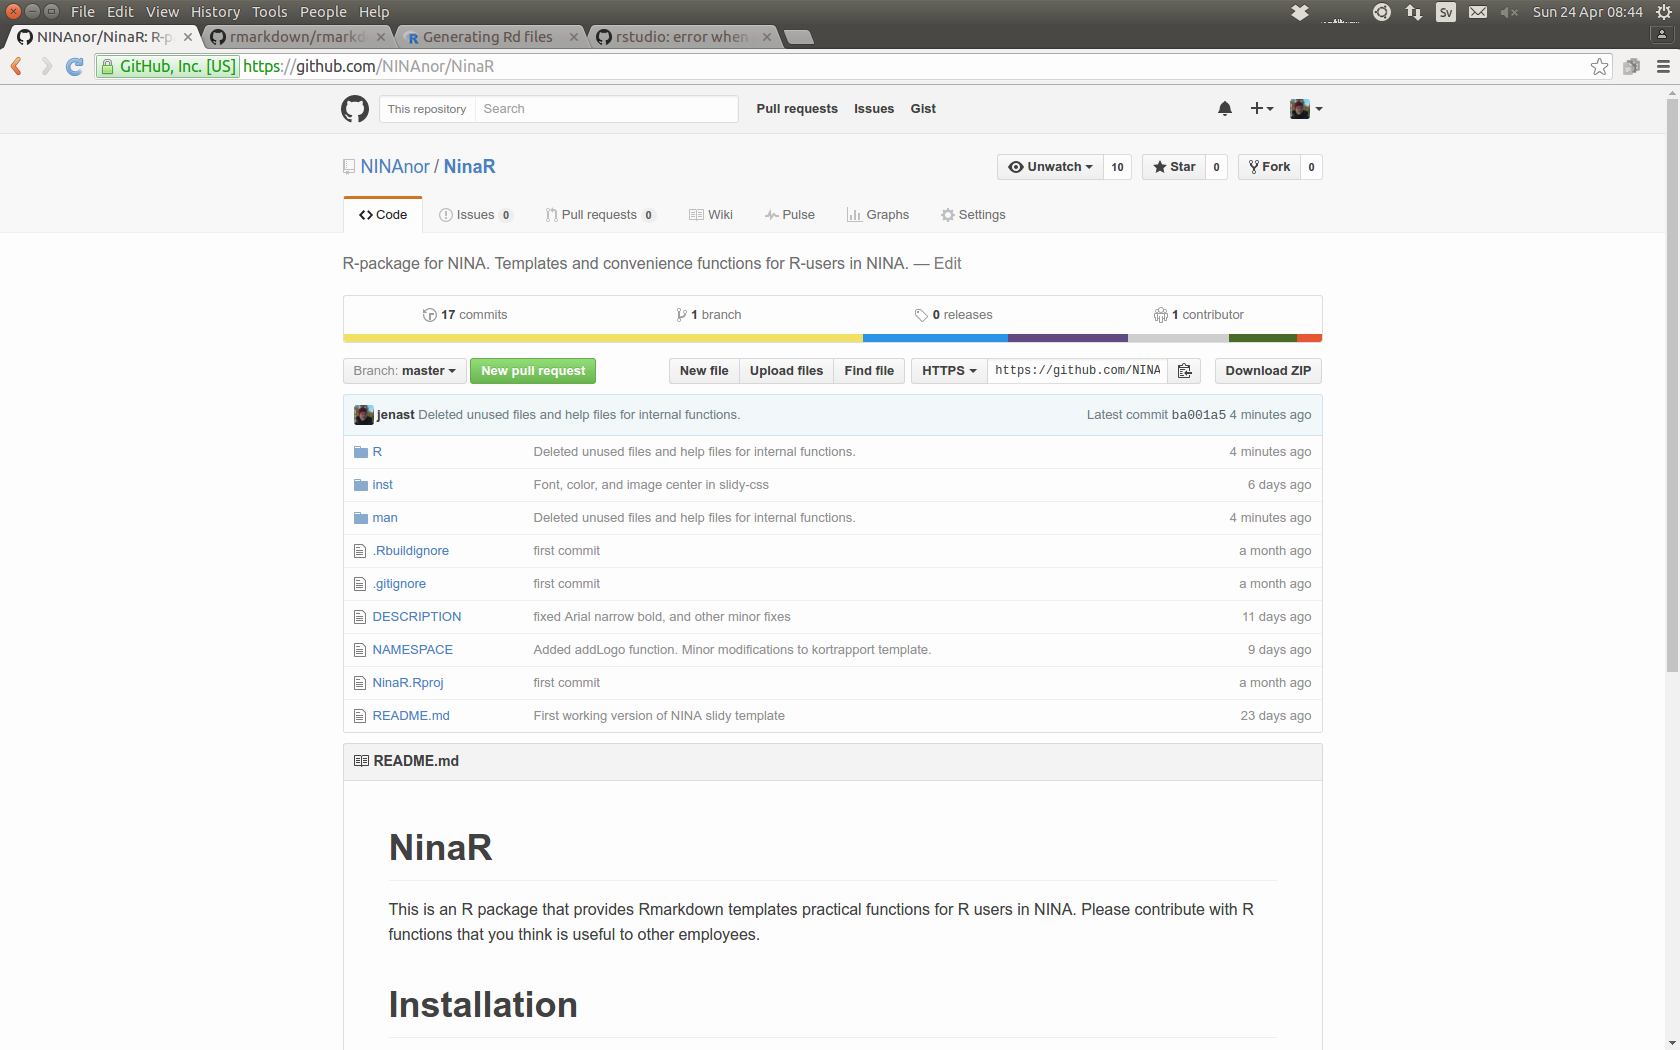 File Edit View History Tools People Help
Sv Sun 24 Apr 08:44
NINAnor/NinaR: R-p rmarkdown/rmarkd Generating Rd files rstudio: error when
GitHub, Inc. [US] https://github.com/NINAnor/NinaR
This repository Search Pull requests Issues Gist
NINAnor / NinaR Unwatch 10 Star 0 Fork 0
Code Issues 0 Pull requests 0 Wiki Pulse Graphs Settings
R-package for NINA. Templates and convenience functions for R-users in NINA. — Edit
17 commits 1 branch 0 releases 1 contributor
Branch: master New pull request New file Upload files Find file HTTPS https://github.com/NINA Download ZIP
jenast Deleted unused files and help files for internal functions. Latest commit ba001a5 4 minutes ago
R Deleted unused files and help files for internal functions. 4 minutes ago
inst Font, color, and image center in slidy-css 6 days ago
man Deleted unused files and help files for internal functions. 4 minutes ago
.Rbuildignore first commit a month ago
.gitignore first commit a month ago
DESCRIPTION fixed Arial narrow bold, and other minor fixes 11 days ago
NAMESPACE Added addLogo function. Minor modifications to kortrapport template. 9 days ago
NinaR.Rproj first commit a month ago
README.md First working version of NINA slidy template 23 days ago
README.md
NinaR
This is an R package that provides Rmarkdown templates practical functions for R users in NINA. Please contribute with R
functions that you think is useful to other employees.
Installation